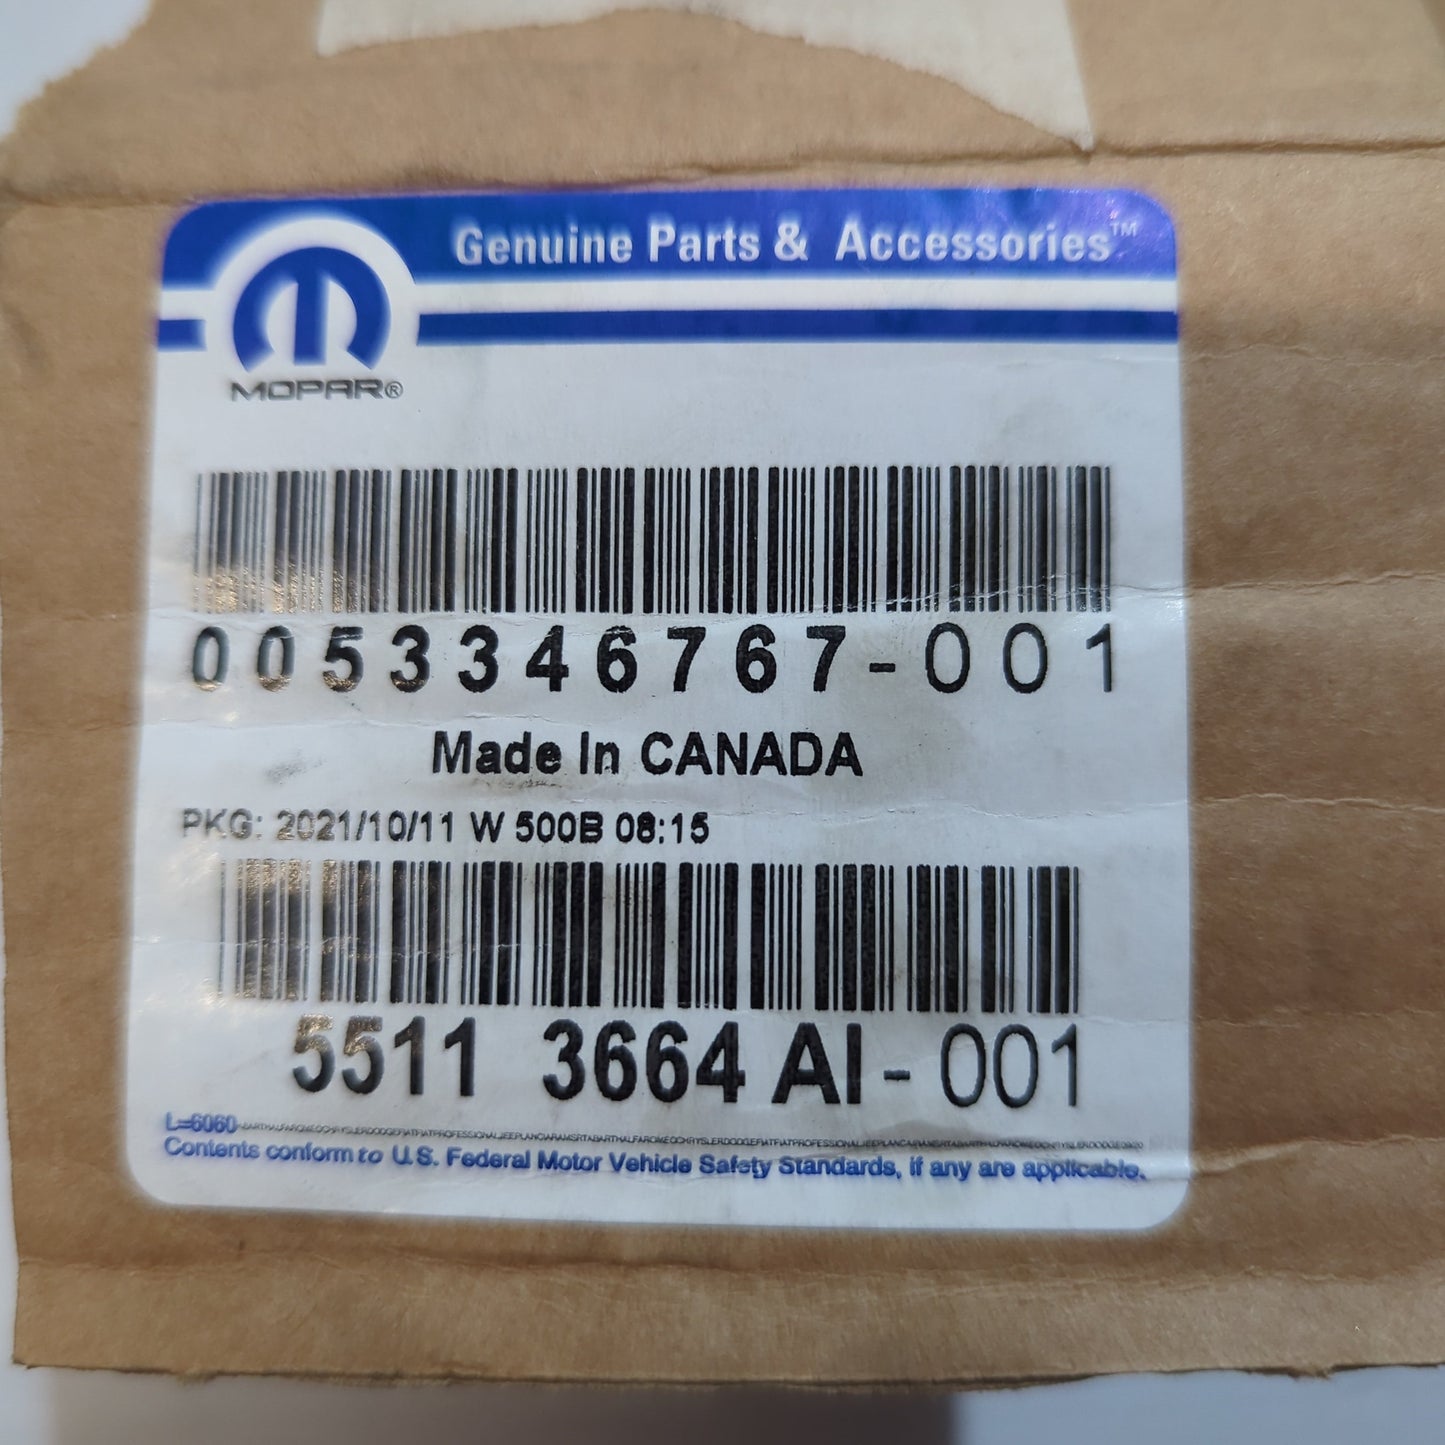 Genuine Parts & Accessories™
MOPAR®
0053346767-001
Made In CANADA
PKG: 2021/10/11 W 500B 08:15
5511 3664 AI-001
L=6060
Contents conform to U.S. Federal Motor Vehicle Safety Standards, if any are applicable.